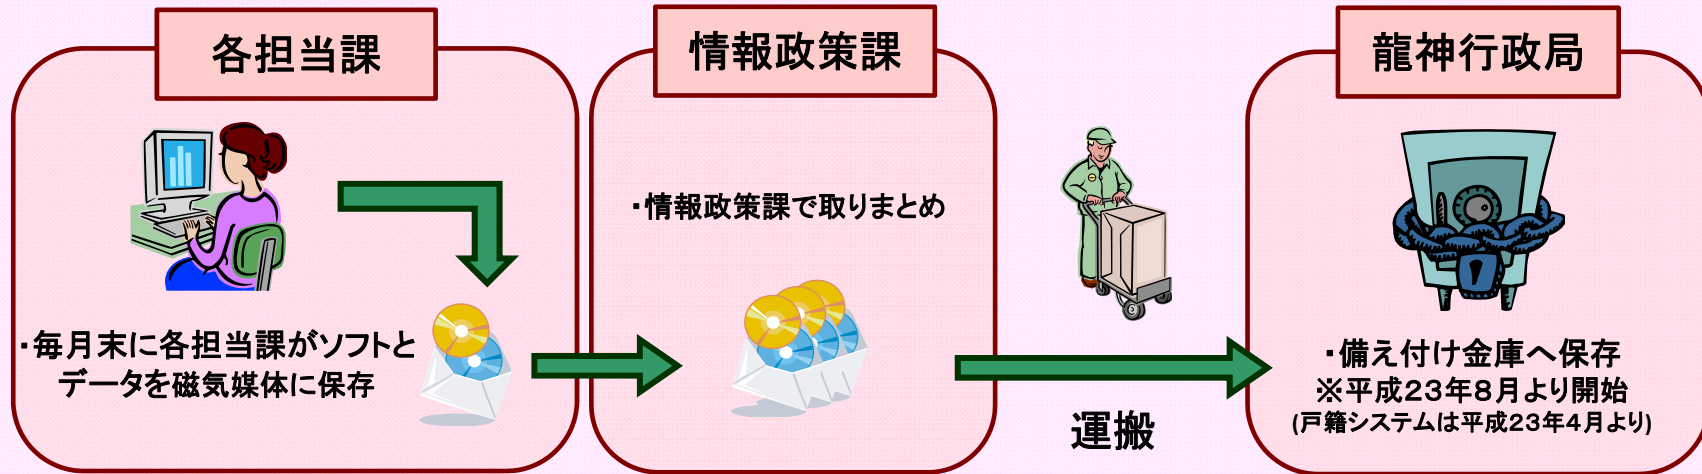 各担当課
・毎月末に各担当課がソフトと
データを磁気媒体に保存
情報政策課
・情報政策課で取りまとめ
運搬
龍神行政局
・備え付け金庫へ保存
※平成23年8月より開始
(戸籍システムは平成23年4月より)